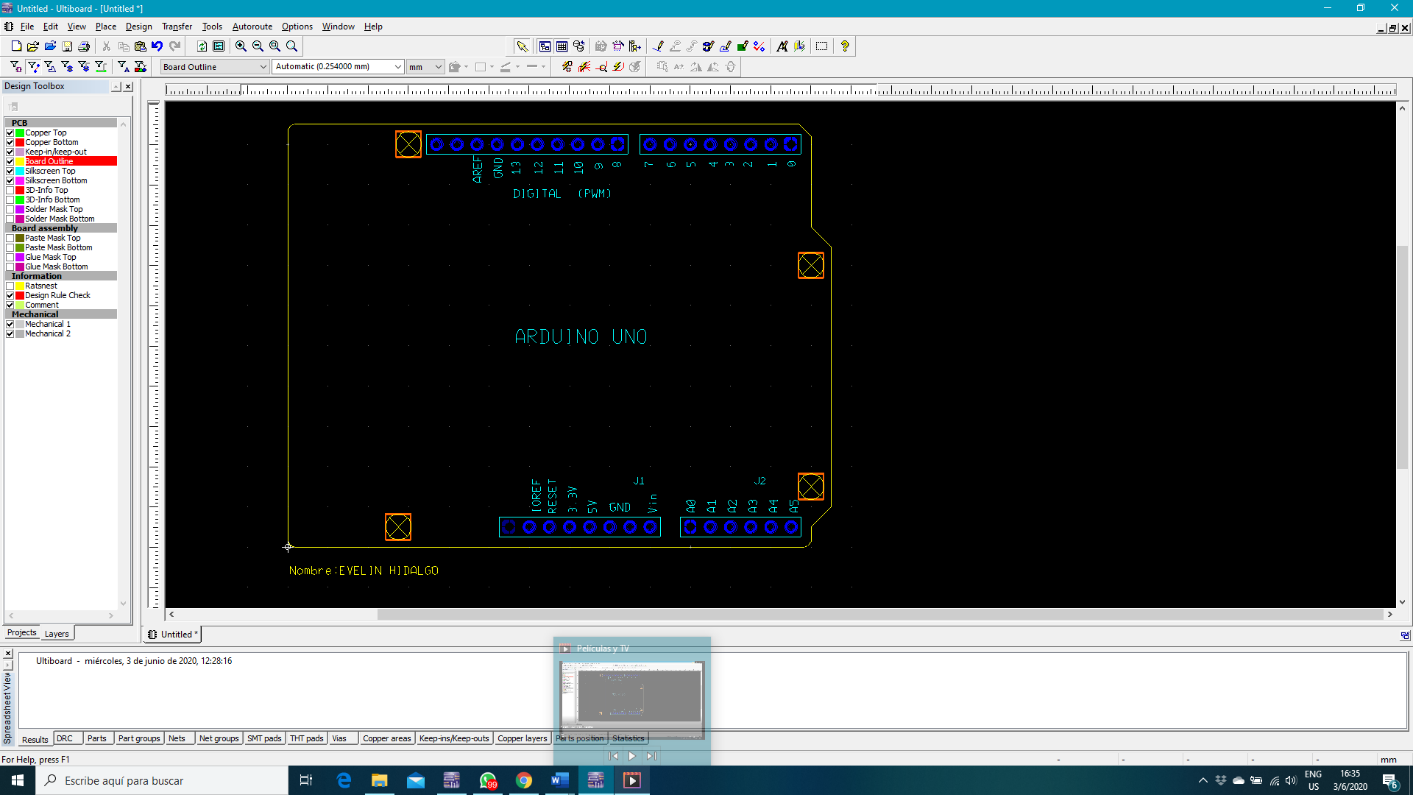 Untitled - Ultiboard - [Untitled *]
File Edit View Place Design Transfer Tools Autoroute Options Window Help
Board Outline Automatic (0.254000 mm) mm
Design Toolbox
PCB
Copper Top
Copper Bottom
Keep-in/keep-out
Board Outline
Silkscreen Top
Silkscreen Bottom
3D-Info Top
3D-Info Bottom
Solder Mask Top
Solder Mask Bottom
Board assembly
Paste Mask Top
Paste Mask Bottom
Glue Mask Top
Glue Mask Bottom
Information
Ratsnest
Design Rule Check
Comment
Mechanical
Mechanical 1
Mechanical 2
Projects Layers
AREF GND 13 12 11 10 9 8 7 6 5 4 3 2 1 0
DIGITAL (PWM)
ARDUINO UNO
J1 J2
IOREF RESET 3.3V 5V GND Vin A0 A1 A2 A3 A4 A5
Nombre:EVELIN HIDALGO
Untitled *
Películas y TV
Spreadsheet View
Ultiboard - miércoles, 3 de junio de 2020, 12:28:16
Results DRC Parts Part groups Nets Net groups SMT pads THT pads Vias Copper areas Keep-ins/Keep-outs Copper layers Parts position Statistics
For Help, press F1
- - - - - mm
Escribe aquí para buscar
99
ENG
US
16:35
3/6/2020
6